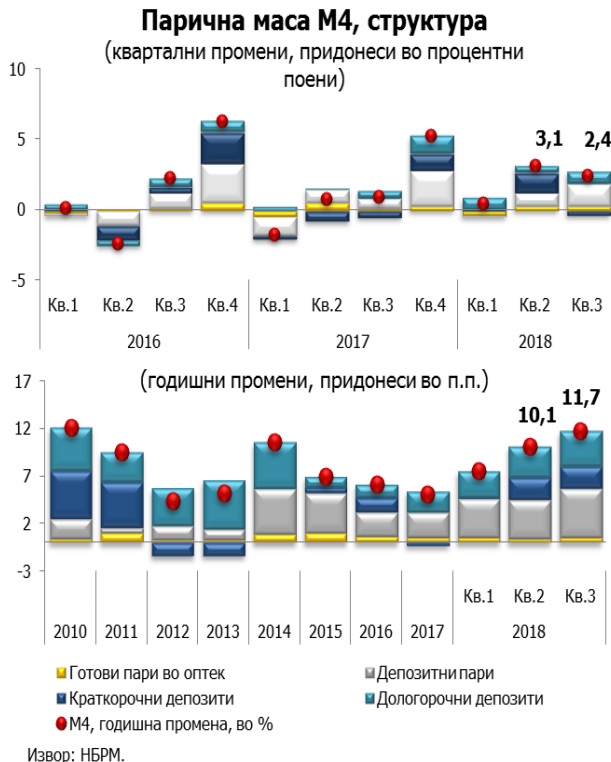 Парична маса М4, структура
(квартални промени, придонеси во процентни
поени)
10
5
0
-5
3,1
2,4
Кв.1 Кв.2 Кв.3 Кв.4 Кв.1 Кв.2 Кв.3 Кв.4 Кв.1 Кв.2 Кв.3
2016 2017 2018
(годишни промени, придонеси во п.п.)
17
12
7
2
-3
10,1
11,7
Кв.1 Кв.2 Кв.3
2010 2011 2012 2013 2014 2015 2016 2017 2018
Готови пари во оптек Депозитни пари
Краткорочни депозити Дологорочни депозити
М4, годишна промена, во %
Извор: НБРМ.